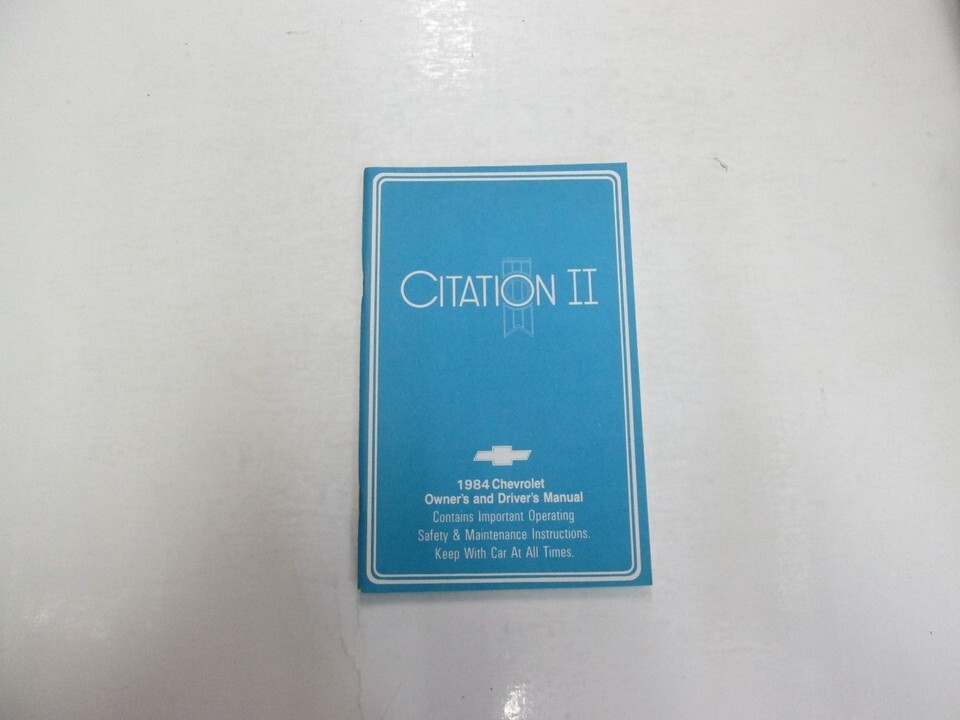 CITATION II
1984 Chevrolet
Owner's and Driver's Manual
Contains Important Operating
Safety & Maintenance Instructions.
Keep With Car At All Times.